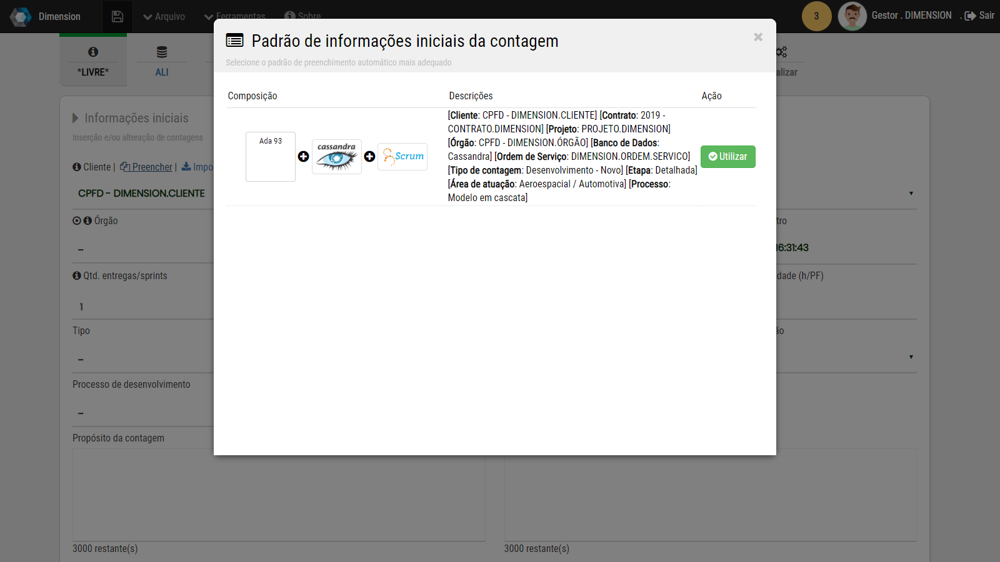 Dimension
Arquivo
Ferramentas
Sobre
3
Gestor . DIMENSION
. Sair
*LIVRE*
ALI
alizar
Padrão de informações iniciais da contagem
×
Selecione o padrão de preenchimento automático mais adequado
Composição
Descrições
Ação
Ada 93
cassandra
Scrum
[Cliente: CPFD - DIMENSION.CLIENTE] [Contrato: 2019 -
CONTRATO.DIMENSION] [Projeto: PROJETO.DIMENSION]
[Órgão: CPFD - DIMENSION.ÓRGÃO] [Banco de Dados:
Cassandra] [Ordem de Serviço: DIMENSION.ORDEM.SERVICO]
[Tipo de contagem: Desenvolvimento - Novo] [Etapa: Detalhada]
[Área de atuação: Aeroespacial / Automotiva] [Processo:
Modelo em cascata]
Utilizar
Informações iniciais
Inserção e/ou alteração de contagens
Cliente | Preencher | Impo
CPFD - DIMENSION.CLIENTE
Órgão
tro
...
16:31:43
Qtd. entregas/sprints
dade (h/PF)
1
Tipo
ão
...
Processo de desenvolvimento
...
Propósito da contagem
3000 restante(s)
3000 restante(s)